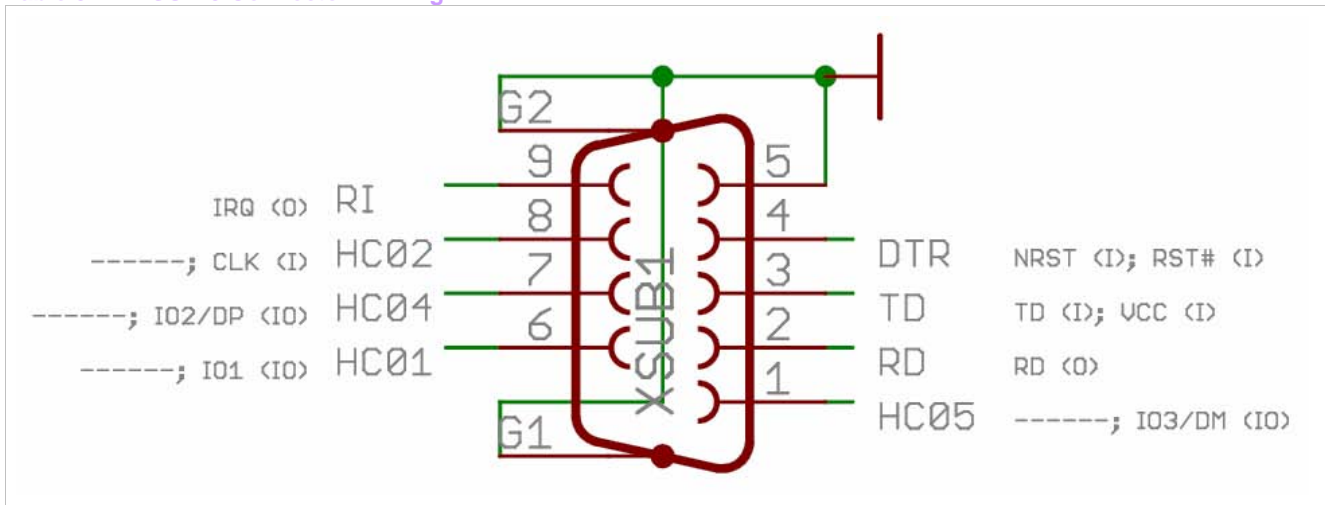 G2
9
5
IRQ (O) RI
8
4
------; CLK (I) HC02
DTR NRST (I); RST# (I)
7
3
------; IO2/DP (IO) HC04
TD TD (I); VCC (I)
6
2
------; IO1 (IO) HC01
RD RD (O)
XSUB1
1
HC05 ------; IO3/DM (IO)
G1